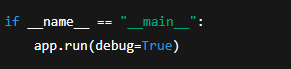 if __name__ == "__main__":
    app.run(debug=True)